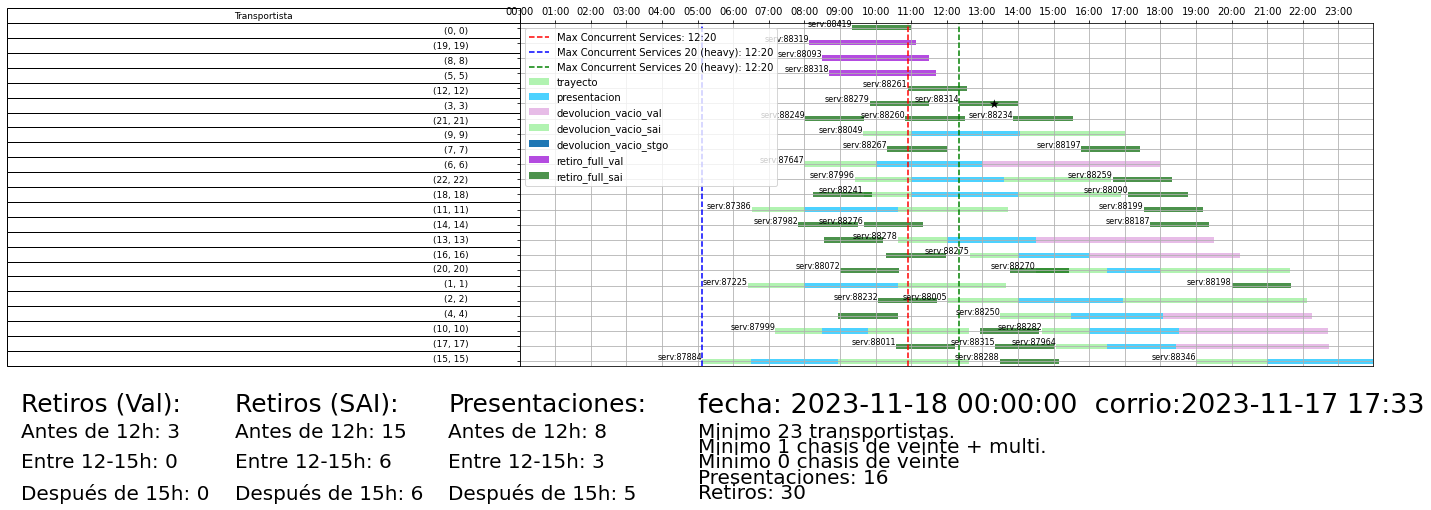 Transportista
00:00 01:00 02:00 03:00 04:00 05:00 06:00 07:00 08:00 09:00 10:00 11:00 12:00 13:00 14:00 15:00 16:00 17:00 18:00 19:00 20:00 21:00 22:00 23:00
(0, 0)
(19, 19)
(8, 8)
(5, 5)
(12, 12)
(3, 3)
(21, 21)
(9, 9)
(7, 7)
(6, 6)
(22, 22)
(18, 18)
(11, 11)
(14, 14)
(13, 13)
(16, 16)
(20, 20)
(1, 1)
(2, 2)
(4, 4)
(10, 10)
(17, 17)
(15, 15)
Max Concurrent Services: 12:20
Max Concurrent Services 20 (heavy): 12:20
Max Concurrent Services 20 (heavy): 12:20
trayecto
presentacion
devolucion_vacio_val
devolucion_vacio_sai
devolucion_vacio_stgo
retiro_full_val
retiro_full_sai
serv:88419
serv:88319
serv:88093
serv:88318
serv:88261
serv:88279 serv:88314
serv:88249 serv:88260 serv:88234
serv:88049
serv:88267 serv:88197
serv:87647
serv:87996 serv:88259
serv:88241 serv:88090
serv:87386 serv:88199
serv:87982 serv:88276 serv:88187
serv:88278
serv:88275
serv:88072 serv:88270
serv:87225 serv:88198
serv:88232 serv:88005
serv:88250
serv:87999 serv:88282
serv:88011 serv:88315 serv:87964
serv:87884 serv:88288 serv:88346
Retiros (Val):
Antes de 12h: 3
Entre 12-15h: 0
Después de 15h: 0
Retiros (SAI):
Antes de 12h: 15
Entre 12-15h: 6
Después de 15h: 6
Presentaciones:
Antes de 12h: 8
Entre 12-15h: 3
Después de 15h: 5
fecha: 2023-11-18 00:00:00 corrio:2023-11-17 17:33
Minimo 23 transportistas.
Minimo 1 chasis de veinte + multi.
Minimo 0 chasis de veinte
Presentaciones: 16
Retiros: 30